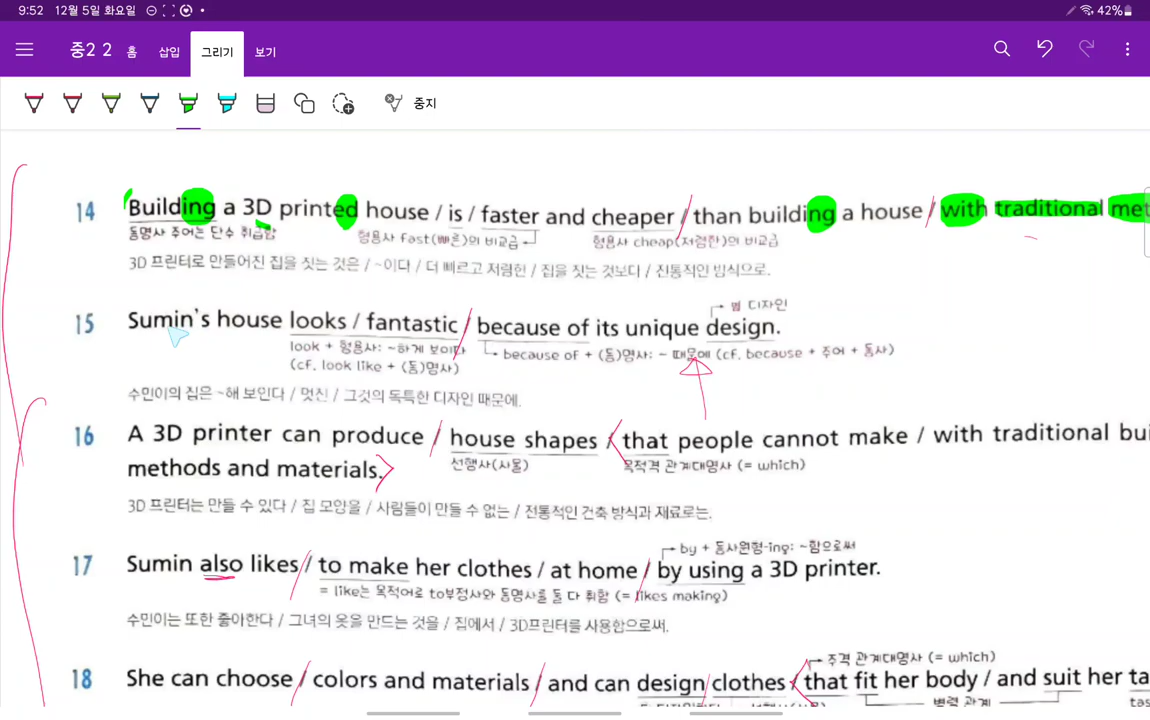 9:52 12월 5일 화요일 42%
중2 2 홈 삽입 그리기 보기
중지
14 Building a 3D printed house / is / faster and cheaper / than building a house / with traditional met
동명사 주어는 단수 취급함 형용사 fast(빠른)의 비교급 형용사 cheap(저렴한)의 비교급
3D 프린터로 만들어진 집을 짓는 것은 / ~이다 / 더 빠르고 저렴한 / 집을 짓는 것보다 / 전통적인 방식으로.
명 디자인
15 Sumin's house looks / fantastic / because of its unique design.
look + 형용사: ~하게 보이다 because of + (동)명사: ~ 때문에 (cf. because + 주어 + 동사)
(cf. look like + (동)명사)
수민이의 집은 ~해 보인다 / 멋진 / 그것의 독특한 디자인 때문에.
16 A 3D printer can produce / house shapes / that people cannot make / with traditional bui
methods and materials. 선행사(사물) 목적격 관계대명사 (= which)
3D 프린터는 만들 수 있다 / 집 모양을 / 사람들이 만들 수 없는 / 전통적인 건축 방식과 재료로는.
by + 동사원형-ing: ~함으로써
17 Sumin also likes / to make her clothes / at home / by using a 3D printer.
= like는 목적어로 to부정사와 동명사를 둘 다 취함 (= likes making)
수민이는 또한 좋아한다 / 그녀의 옷을 만드는 것을 / 집에서 / 3D프린터를 사용함으로써.
주격 관계대명사 (= which)
18 She can choose / colors and materials / and can design / clothes / that fit her body / and suit her ta
병렬 관계 tas